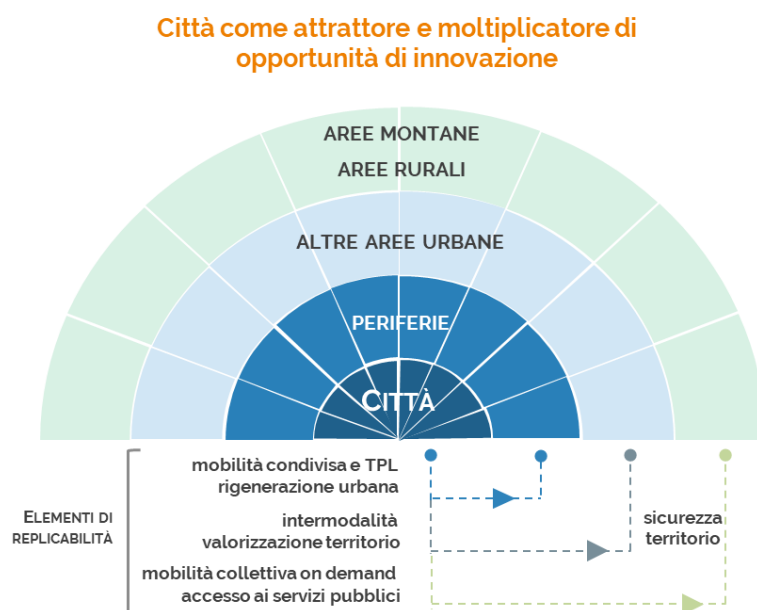 Città come attrattore e moltiplicatore di
opportunità di innovazione
AREE MONTANE
AREE RURALI
ALTRE AREE URBANE
PERIFERIE
CITTÀ
ELEMENTI DI
REPLICABILITÀ
mobilità condivisa e TPL
rigenerazione urbana
intermodalità
valorizzazione territorio
mobilità collettiva on demand
accesso ai servizi pubblici
sicurezza
territorio